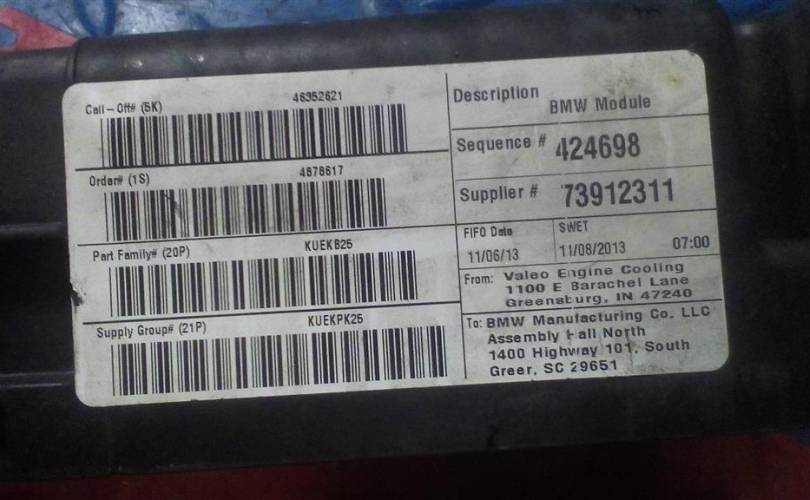 Call-Off# (5K) 46352621
Order# (1S) 4878617
Part Family# (20P) KUEKB25
Supply Group# (21P) KUEKPK25
Description BMW Module
Sequence # 424698
Supplier # 73912311
FIFO Date 11/06/13
SWET 11/08/2013 07:00
From: Valeo Engine Cooling
1100 E Barachel Lane
Greensburg, IN 47240
To: BMW Manufacturing Co, LLC
Assembly Hall North
1400 Highway 101, South
Greer, SC 29651